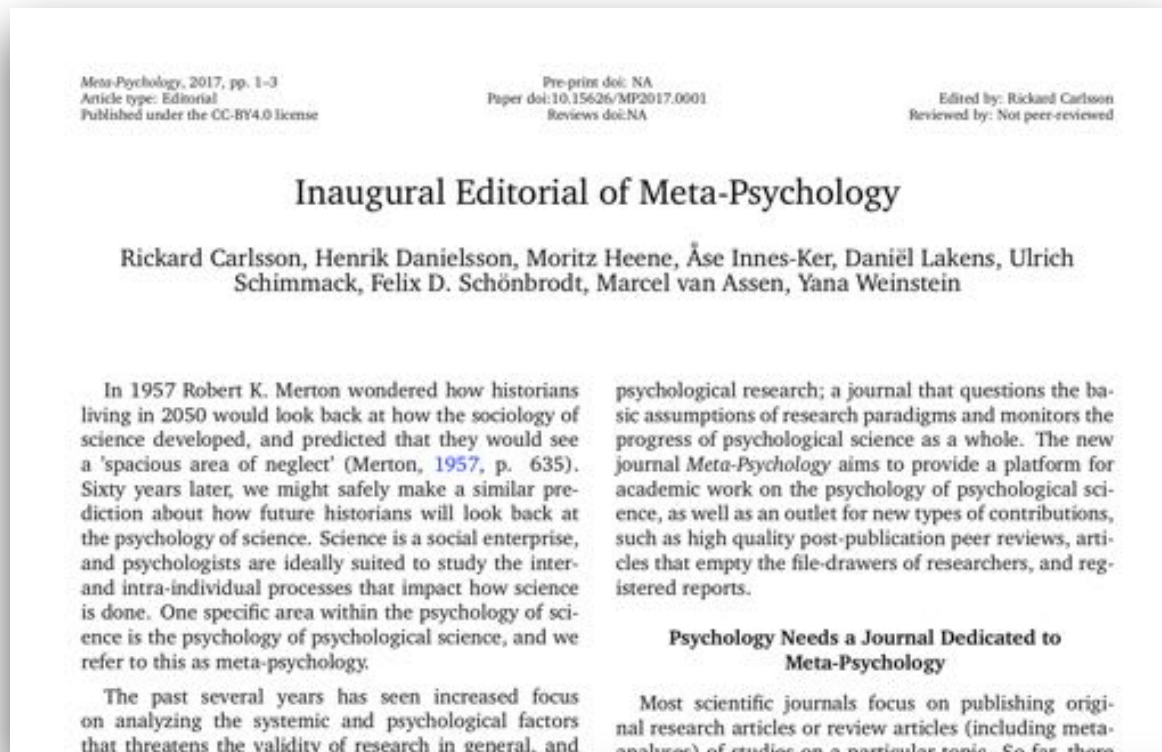 Meta-Psychology, 2017, pp. 1–3
Article type: Editorial
Published under the CC-BY4.0 license
Pre-print doi: NA
Paper doi:10.15626/MP2017.0001
Reviews doi:NA
Edited by: Rickard Carlsson
Reviewed by: Not peer-reviewed
Inaugural Editorial of Meta-Psychology
Rickard Carlsson, Henrik Danielsson, Moritz Heene, Åse Innes-Ker, Daniël Lakens, Ulrich
Schimmack, Felix D. Schönbrodt, Marcel van Assen, Yana Weinstein
In 1957 Robert K. Merton wondered how historians
living in 2050 would look back at how the sociology of
science developed, and predicted that they would see
a 'spacious area of neglect' (Merton, 1957, p. 635).
Sixty years later, we might safely make a similar pre-
diction about how future historians will look back at
the psychology of science. Science is a social enterprise,
and psychologists are ideally suited to study the inter-
and intra-individual processes that impact how science
is done. One specific area within the psychology of sci-
ence is the psychology of psychological science, and we
refer to this as meta-psychology.
The past several years has seen increased focus
on analyzing the systemic and psychological factors
that threatens the validity of research in general, and
psychological research; a journal that questions the ba-
sic assumptions of research paradigms and monitors the
progress of psychological science as a whole. The new
journal Meta-Psychology aims to provide a platform for
academic work on the psychology of psychological sci-
ence, as well as an outlet for new types of contributions,
such as high quality post-publication peer reviews, arti-
cles that empty the file-drawers of researchers, and reg-
istered reports.
Psychology Needs a Journal Dedicated to
Meta-Psychology
Most scientific journals focus on publishing origi-
nal research articles or review articles (including meta-
analyses) of studies on a particular topic. So far, there